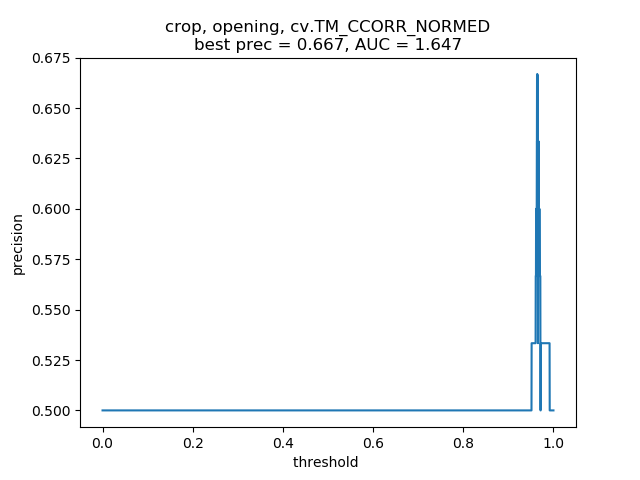 crop, opening, cv.TM_CCORR_NORMED
best prec = 0.667, AUC = 1.647
0.675
0.650
0.625
0.600
0.575
0.550
0.525
0.500
precision
0.0 0.2 0.4 0.6 0.8 1.0
threshold